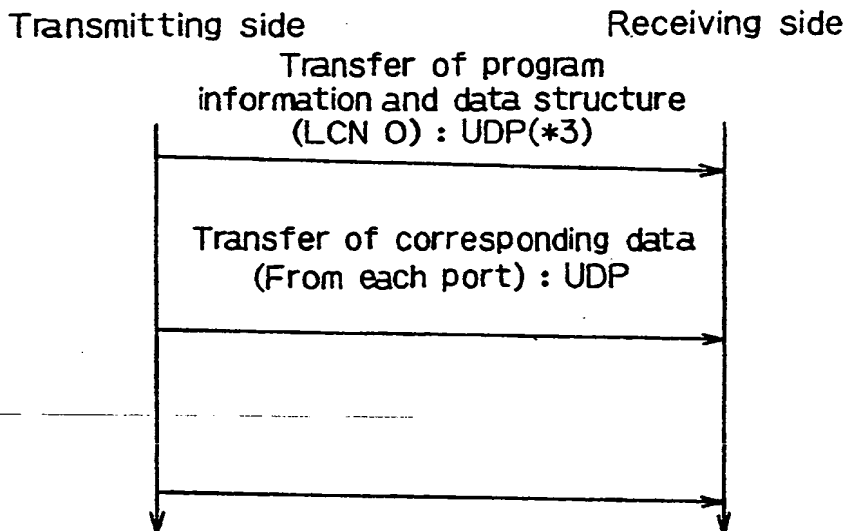 Transmitting side
Receiving side
Transfer of program
information and data structure
(LCN 0) : UDP(*3)
Transfer of corresponding data
(From each port) : UDP